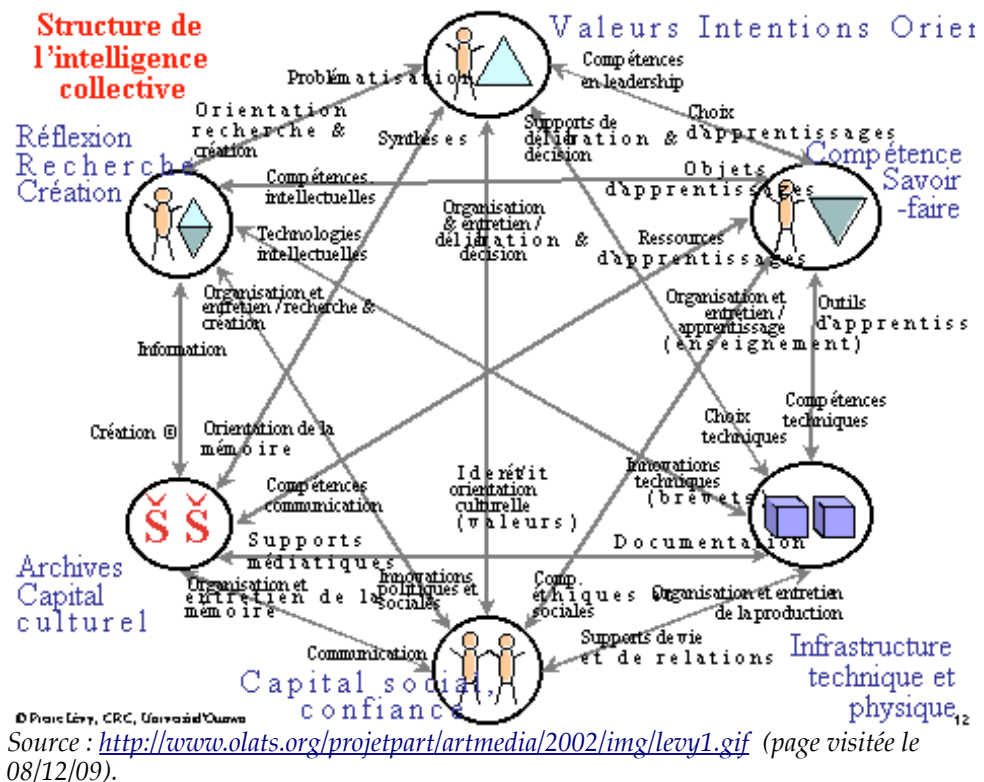 Structure de
l'intelligence
collective
Valeurs Intentions Orier
Problématisation
Compétences
en leadership
Orientation
recherche &
création
Synthèses
Supports de
délibration &
décision
Choix
d'apprentissages
Réflexion
Recherche
Création
Compétence
Savoir
-faire
Compétences
intellectuelles
Objets
d'apprentissages
Organisation
& entretien /
délibration &
décision
Technologies
intellectuelles
Ressources
d'apprentissages
Organisation et
entretien / recherche &
création
Organisation et
entretien /
apprentissage
(enseignement)
Outils
d'apprentiss
Information
Compétences
techniques
Choix
techniques
Création ®
Orientation de la
mémoire
Innovations
techniques
(brevets)
Compétences
communication
orientation
culturelle
(valeurs)
Š Š
Supports
médiatiques
Documentation
Archives
Capital
culturel
Organisation et
entretien de la
mémoire
Innovations
politiques et
sociales
Comp.
éthiques
sociales
Organisation et entretien
de la production
Communication
Supports de vie
et de relations
Infrastructure
technique et
physique
Capital social,
confiance
© Pierre Lévy, CRC, Université d'Ottawa
12
Source : http://www.olats.org/projetpart/artmedia/2002/img/levy1.gif (page visitée le
08/12/09).